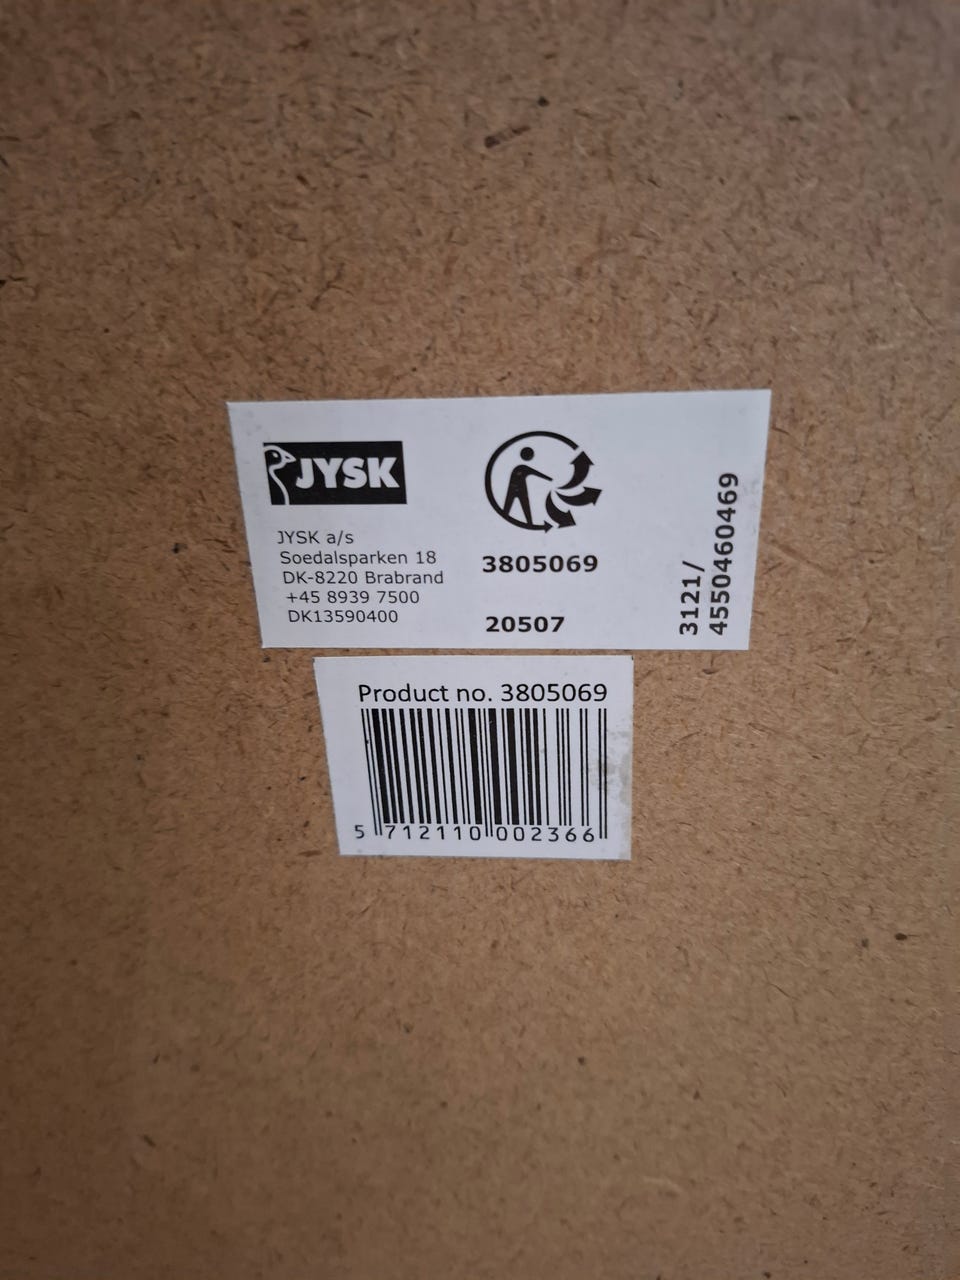 JYSK
JYSK a/s
Soedalsparken 18
DK-8220 Brabrand
+45 8939 7500
DK13590400
3805069
20507
3121/
4550460469
Product no. 3805069
5 712110 002366